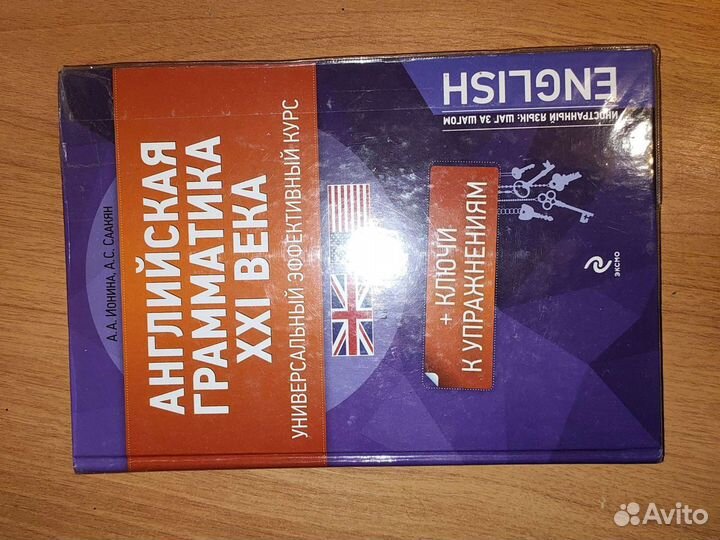 А.А. ИОНИНА, А.С. СААКЯН
АНГЛИЙСКАЯ
ГРАММАТИКА
XXI ВЕКА
УНИВЕРСАЛЬНЫЙ ЭФФЕКТИВНЫЙ КУРС
+ КЛЮЧИ
К УПРАЖНЕНИЯМ
ИНОСТРАННЫЙ ЯЗЫК: ШАГ ЗА ШАГОМ
ENGLISH
ЭКСМО
Avito